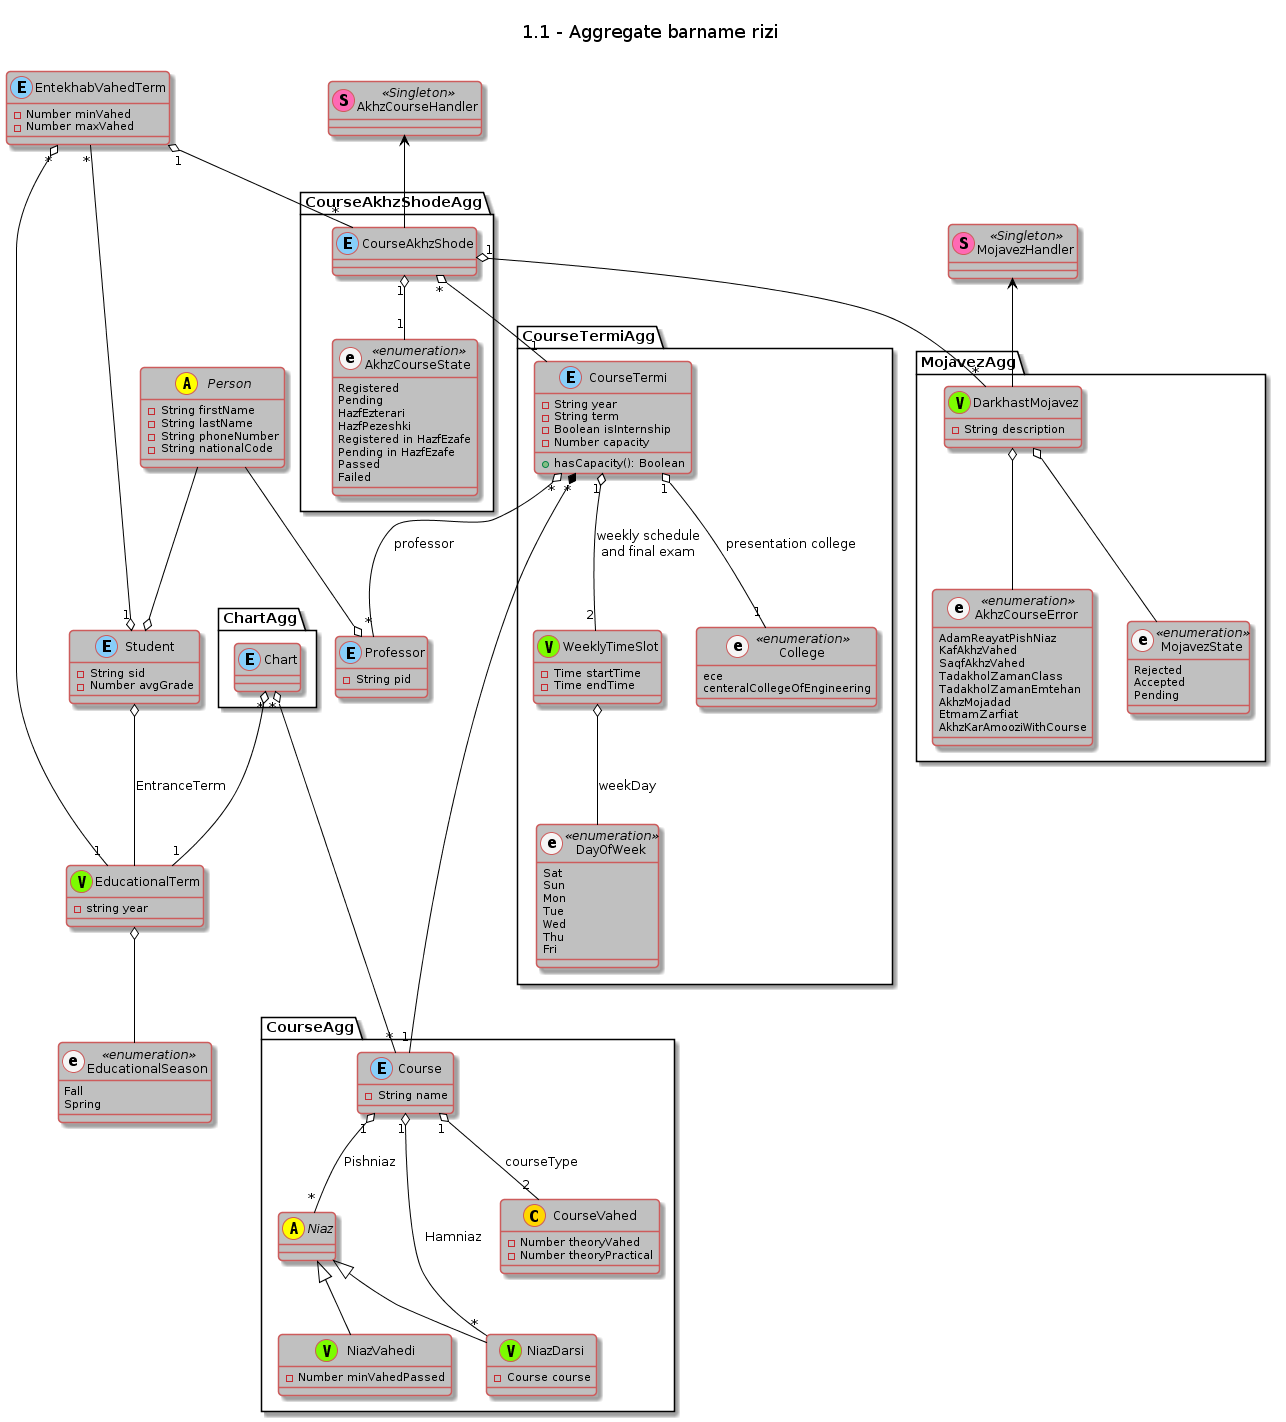 1.1 - Aggregate barname rizi
E EntekhabVahedTerm
Number minVahed
Number maxVahed
* * 1
S «Singleton»
AkhzCourseHandler
CourseAkhzShodeAgg
*
E CourseAkhzShode
1
1 *
1
e «enumeration»
AkhzCourseState
Registered
Pending
HazfEzterari
HazfPezeshki
Registered in HazfEzafe
Pending in HazfEzafe
Passed
Failed
S «Singleton»
MojavezHandler
MojavezAgg
*
V DarkhastMojavez
String description
e «enumeration»
AkhzCourseError
AdamReayatPishNiaz
KafAkhzVahed
SaqfAkhzVahed
TadakholZamanClass
TadakholZamanEmtehan
AkhzMojadad
EtmamZarfiat
AkhzKarAmooziWithCourse
e «enumeration»
MojavezState
Rejected
Accepted
Pending
CourseTermiAgg
1
E CourseTermi
String year
String term
Boolean isInternship
Number capacity
hasCapacity(): Boolean
* * 1 1
professor
weekly schedule
and final exam
presentation college
* 2 1
V WeeklyTimeSlot
Time startTime
Time endTime
e «enumeration»
College
ece
centeralCollegeOfEngineering
weekDay
e «enumeration»
DayOfWeek
Sat
Sun
Mon
Tue
Wed
Thu
Fri
A Person
String firstName
String lastName
String phoneNumber
String nationalCode
1
E Student
String sid
Number avgGrade
E Professor
String pid
ChartAgg
E Chart
* *
EntranceTerm
1 1
V EducationalTerm
string year
e «enumeration»
EducationalSeason
Fall
Spring
CourseAgg
* 1
E Course
String name
1 1 1
Pishniaz
courseType
* 2
Hamniaz
A Niaz
C CourseVahed
Number theoryVahed
Number theoryPractical
*
V NiazVahedi
Number minVahedPassed
V NiazDarsi
Course course